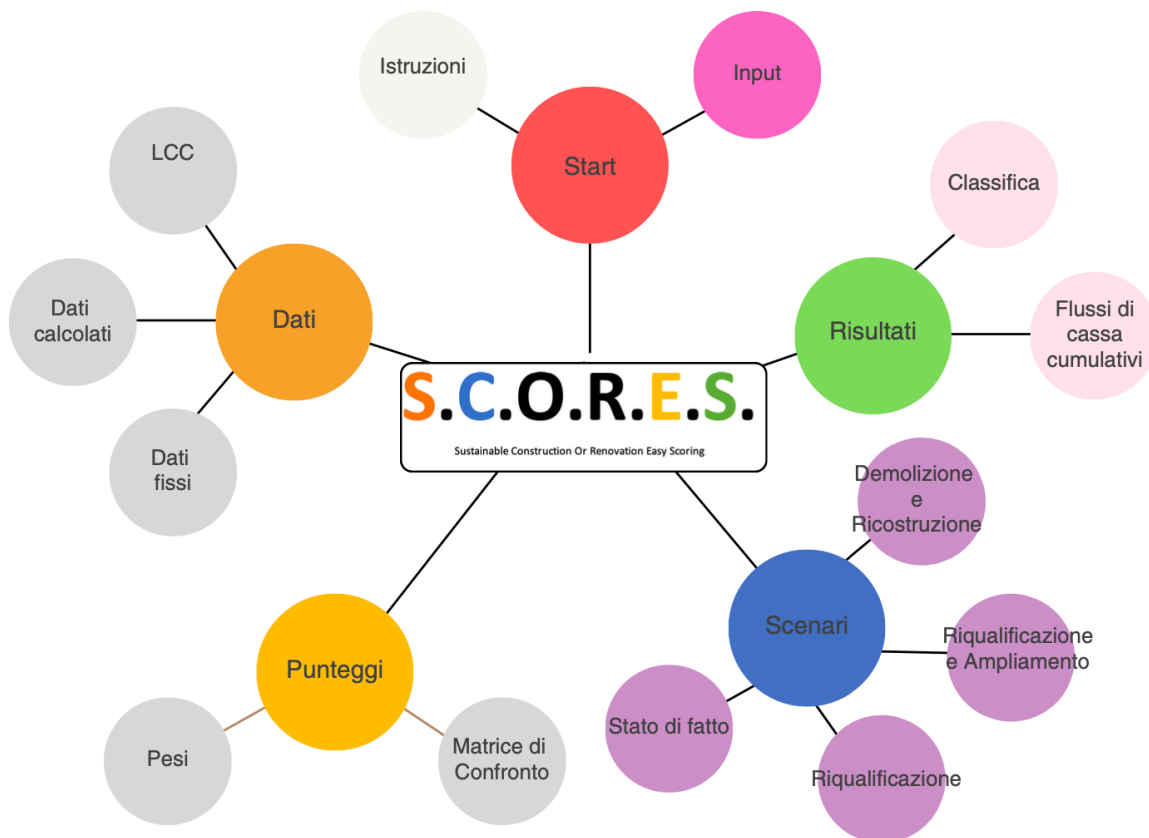 Istruzioni
Input
Start
LCC
Classifica
Dati
calcolati
Dati
Risultati
Flussi di
cassa
cumulativi
S.C.O.R.E.S.
Sustainable Construction Or Renovation Easy Scoring
Dati
fissi
Demolizione
e
Ricostruzione
Scenari
Riqualificazione
e Ampliamento
Punteggi
Stato di fatto
Pesi
Matrice di
Confronto
Riqualificazione